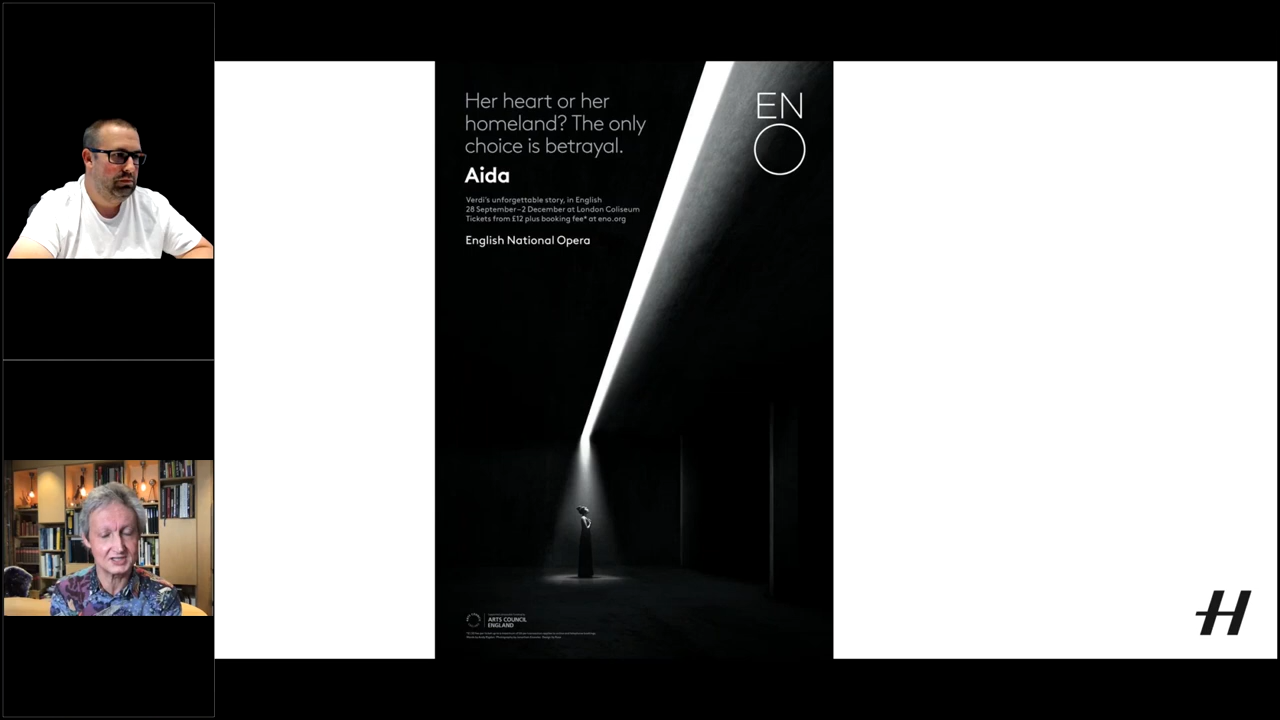 Her heart or her
homeland? The only
choice is betrayal.
Aida
Verdi's unforgettable story, in English
28 September–2 December at London Coliseum
Tickets from £12 plus booking fee* at eno.org
English National Opera
EN
O
ARTS COUNCIL
ENGLAND
H